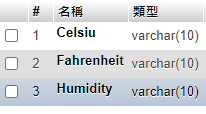 # 名稱 類型
1 Celsiu varchar(10)
2 Fahrenheit varchar(10)
3 Humidity varchar(10)